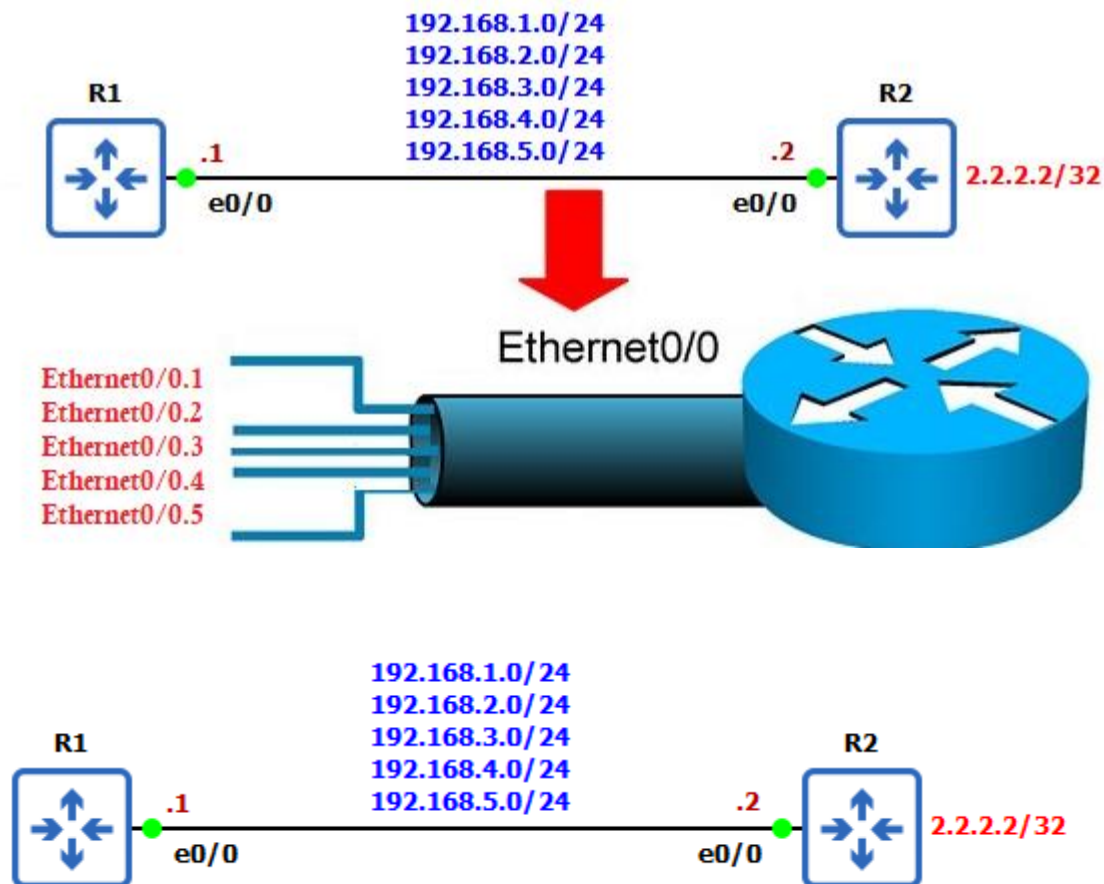 192.168.1.0/24
192.168.2.0/24
192.168.3.0/24
192.168.4.0/24
192.168.5.0/24
R1
R2
.1
.2
2.2.2.2/32
e0/0
e0/0
Ethernet0/0
Ethernet0/0.1
Ethernet0/0.2
Ethernet0/0.3
Ethernet0/0.4
Ethernet0/0.5
192.168.1.0/24
192.168.2.0/24
192.168.3.0/24
192.168.4.0/24
192.168.5.0/24
R1
R2
.1
.2
2.2.2.2/32
e0/0
e0/0